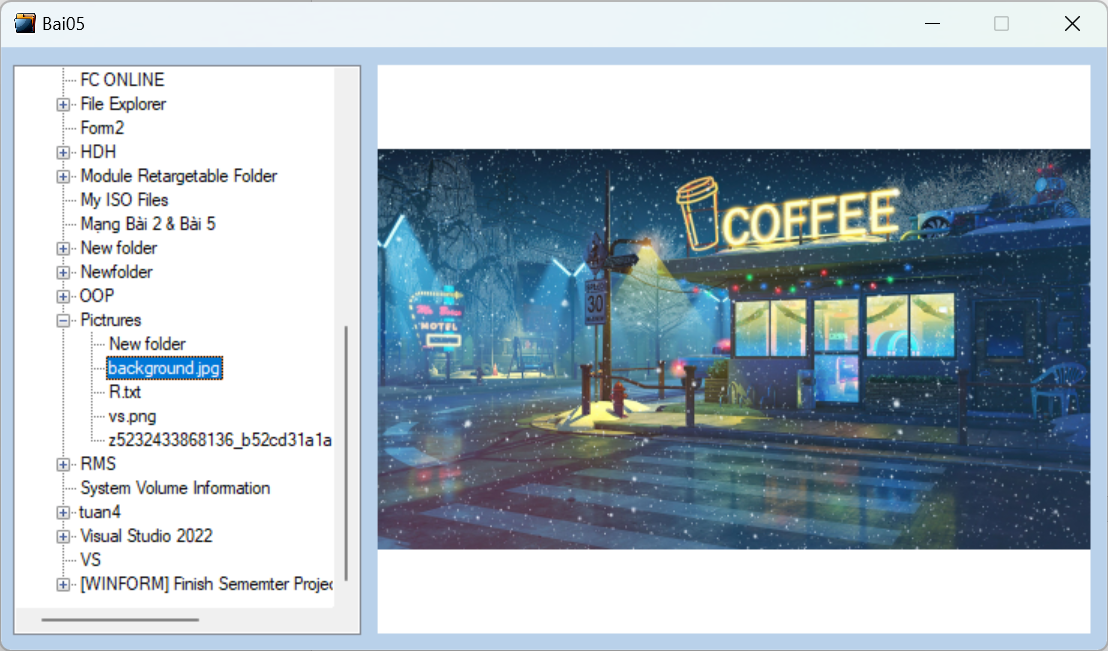 Bai05
FC ONLINE
File Explorer
Form2
HDH
Module Retargetable Folder
My ISO Files
Mạng Bài 2 & Bài 5
New folder
Newfolder
OOP
Pictrures
New folder
background.jpg
R.txt
vs.png
z5232433868136_b52cd31a1a
RMS
System Volume Information
tuan4
Visual Studio 2022
VS
[WINFORM] Finish Sememter Projec
COFFEE
30
MOTEL